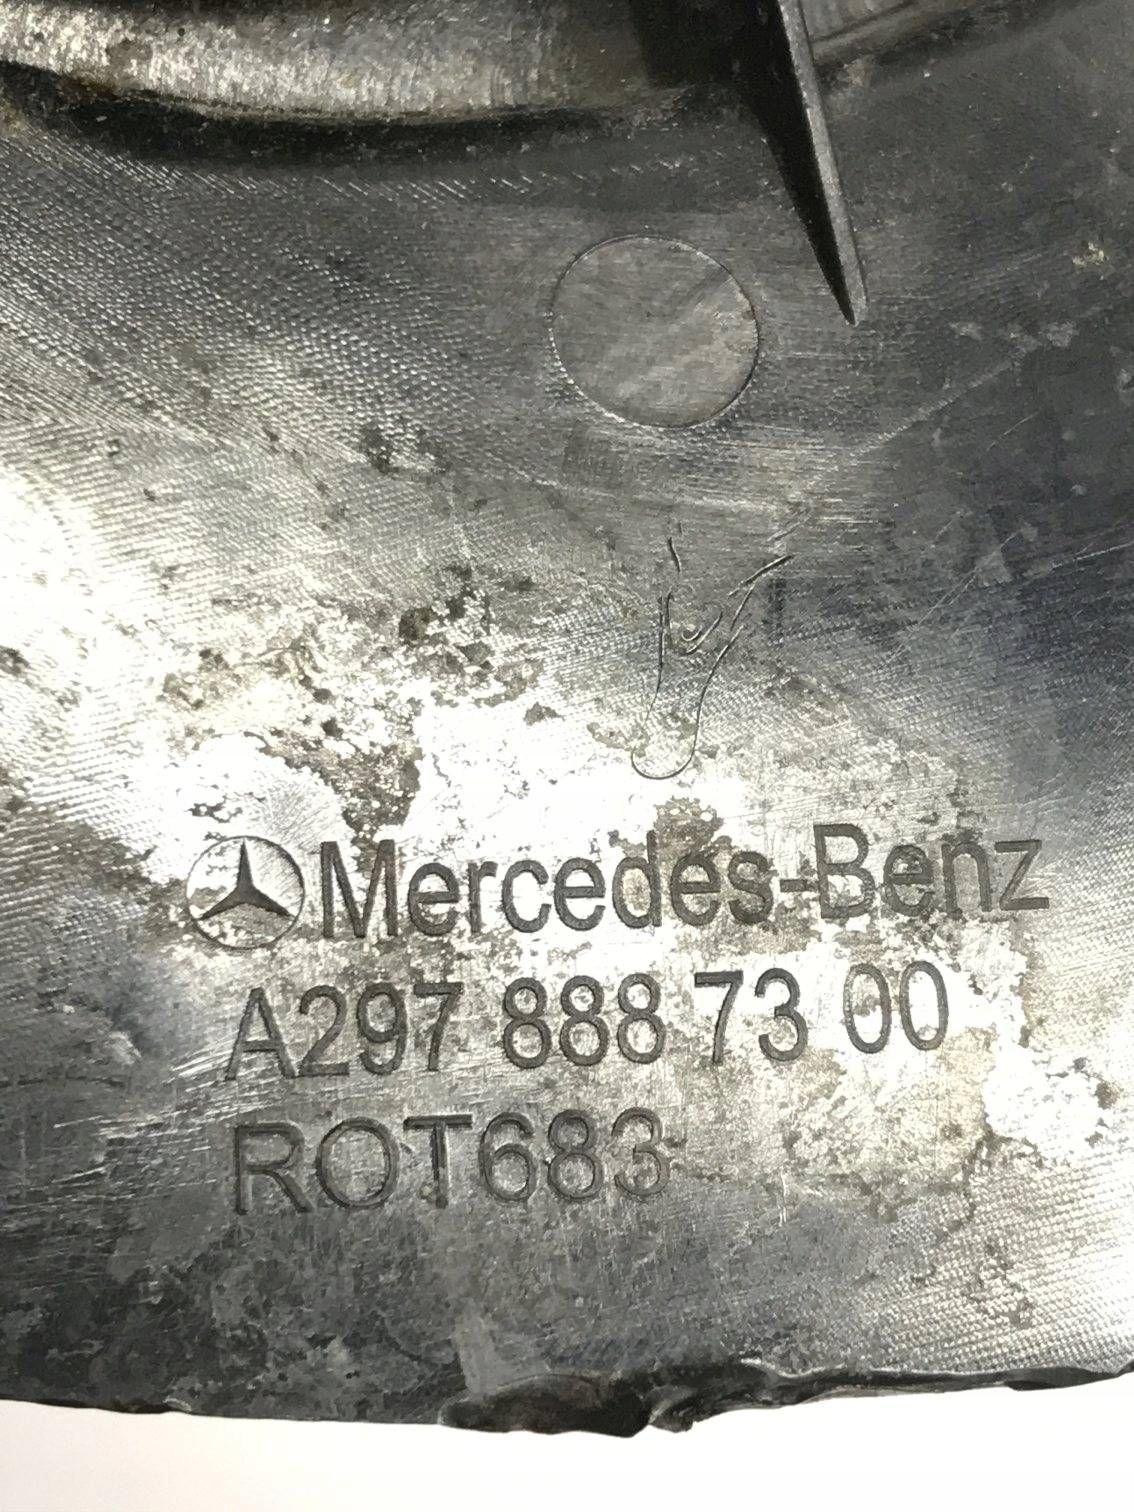 Mercedes-Benz
A297 888 73 00
ROT683